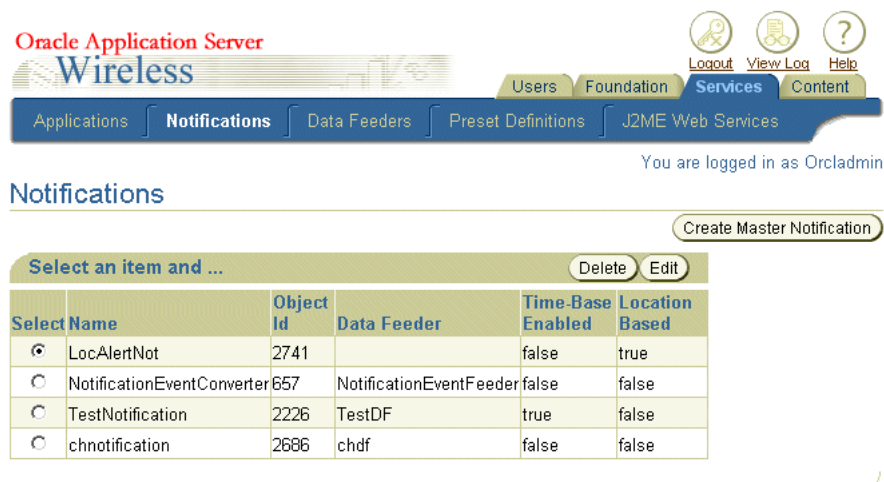 Oracle Application Server
Wireless
Logout View Log Help
Users Foundation Services Content
Applications Notifications Data Feeders Preset Definitions J2ME Web Services
You are logged in as Orcladmin
Notifications
Create Master Notification
Select an item and ... Delete Edit
Select Name Object Id Data Feeder Time-Base Enabled Location Based
LocAlertNot 2741 false true
NotificationEventConverter 657 NotificationEventFeeder false false
TestNotification 2226 TestDF true false
chnotification 2686 chdf false false